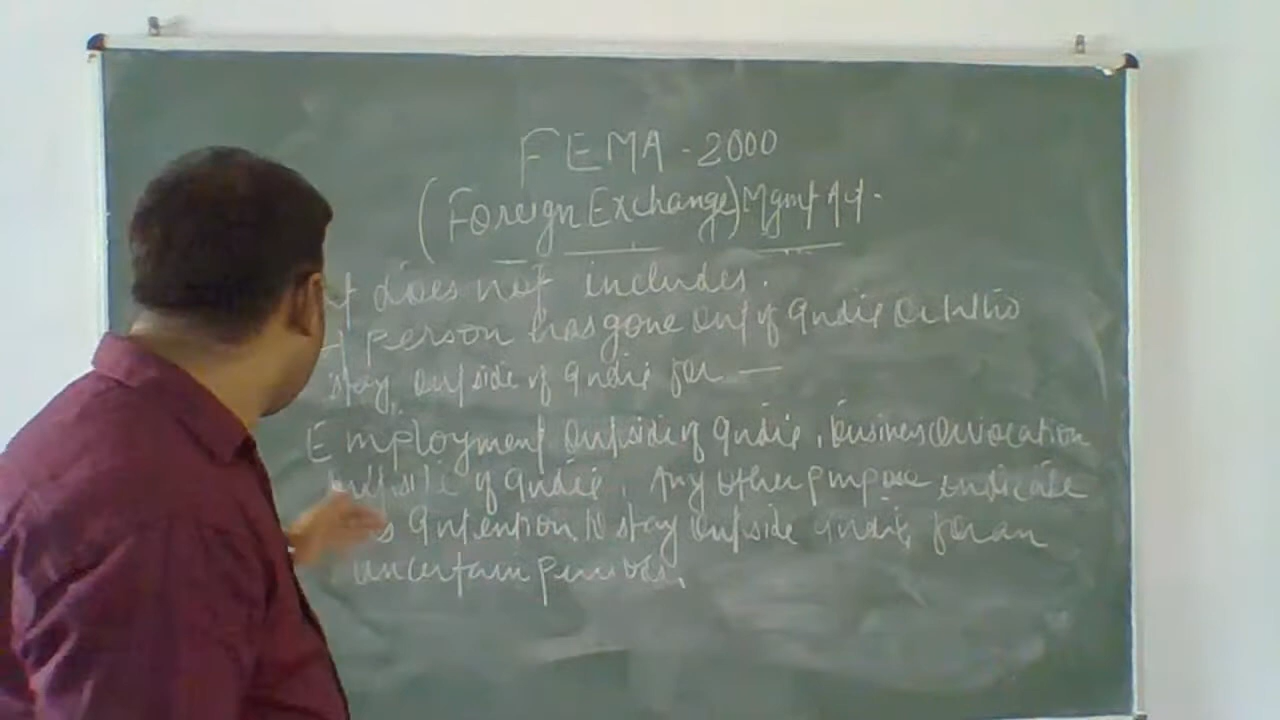 FEMA - 2000
(Foreign Exchange) Mgmt Act.
It does not includes.
A person has gone out of India or who
stay outside of India for —
Employment outside of India, business or vocation
outside of India, Any other purpose indicate
his Intention to stay outside India for an
uncertain period.